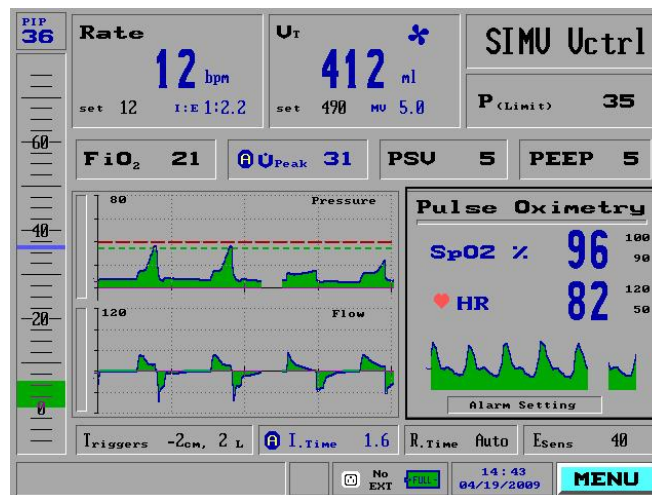 PIP
36
Rate
12 bpm
set 12 I:E 1:2.2
VT
412 ml
set 490 MV 5.0
SIMV Vctrl
P(Limit) 35
FiO2 21
A V̇Peak 31
PSV 5
PEEP 5
60
40
20
0
80 Pressure
120 Flow
Pulse Oximetry
SpO2 % 96 100 90
HR 82 120 50
Alarm Setting
Triggers -2cm, 2 L
A I.Time 1.6
R.Time Auto
Esens 40
No
EXT
FULL
14:43
04/19/2009
MENU